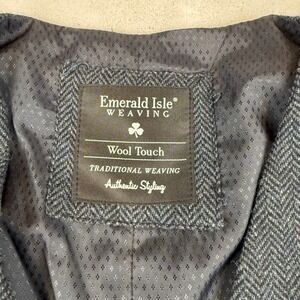 Emerald Isle®
WEAVING
Wool Touch
TRADITIONAL WEAVING
Authentic Styling